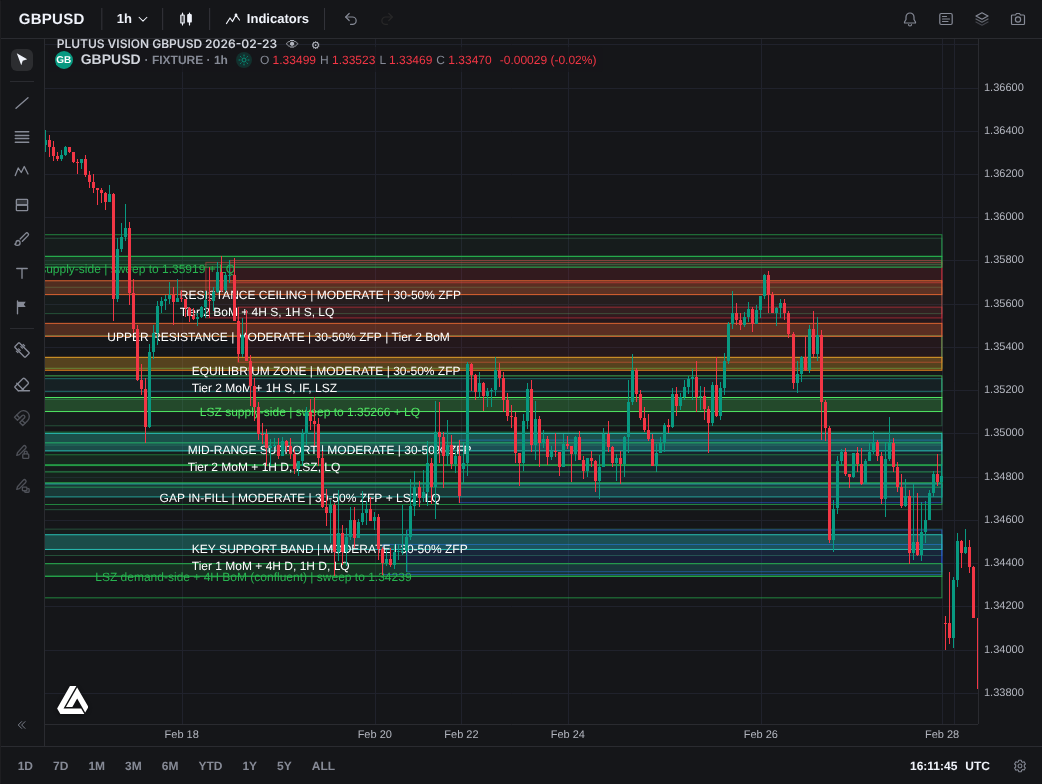 GBPUSD 1h Indicators
PLUTUS VISION GBPUSD 2026-02-23
GB GBPUSD · FIXTURE · 1h O 1.33499 H 1.33523 L 1.33469 C 1.33470 -0.00029 (-0.02%)
1.36600
1.36400
1.36200
1.36000
1.35800
1.35600
1.35400
1.35200
1.35000
1.34800
1.34600
1.34400
1.34200
1.34000
1.33800
supply-side | sweep to 1.35919 + LQ
RESISTANCE CEILING | MODERATE | 30-50% ZFP
Tier 2 BoM + 4H S, 1H S, LQ
UPPER RESISTANCE | MODERATE | 30-50% ZFP | Tier 2 BoM
EQUILIBRIUM ZONE | MODERATE | 30-50% ZFP
Tier 2 MoM + 1H S, IF, LSZ
LSZ supply-side | sweep to 1.35266 + LQ
MID-RANGE SUPPORT | MODERATE | 30-50% ZFP
Tier 2 MoM + 1H D, LSZ, LQ
GAP IN-FILL | MODERATE | 30-50% ZFP + LSZ, LQ
KEY SUPPORT BAND | MODERATE | 30-50% ZFP
Tier 1 MoM + 4H D, 1H D, LQ
LSZ demand-side + 4H BoM (confluent) | sweep to 1.34239
Feb 18 Feb 20 Feb 22 Feb 24 Feb 26 Feb 28
1D 7D 1M 3M 6M YTD 1Y 5Y ALL 16:11:45 UTC